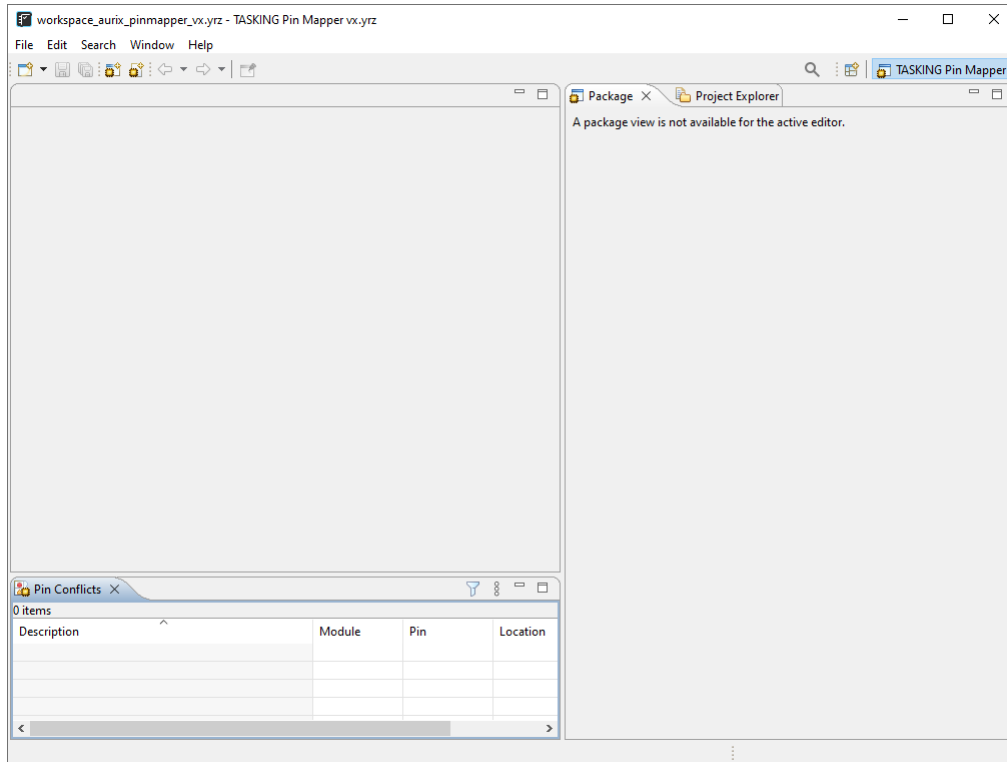 workspace_aurix_pinmapper_vx.yrz - TASKING Pin Mapper vx.yrz
File Edit Search Window Help
TASKING Pin Mapper
Package Project Explorer
A package view is not available for the active editor.
Pin Conflicts
0 items
Description Module Pin Location